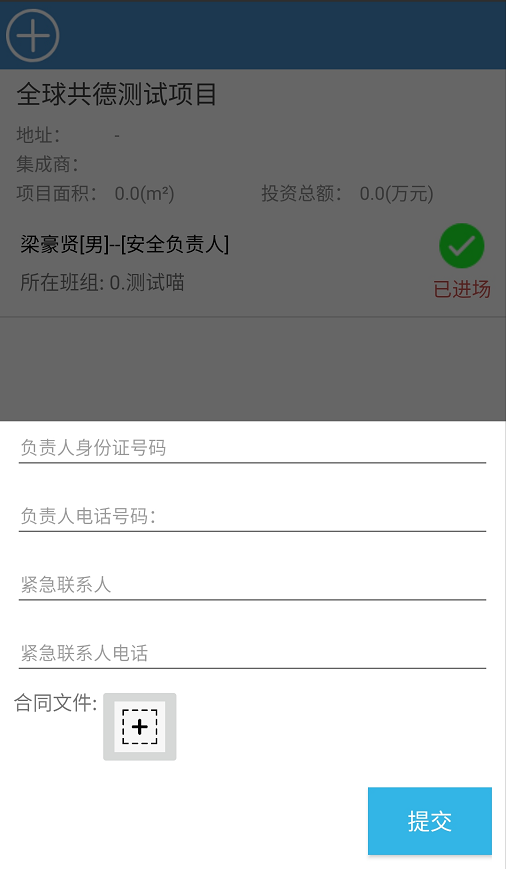 全球共德测试项目
地址： -
集成商：
项目面积： 0.0(m²) 投资总额： 0.0(万元)
梁豪贤[男]--[安全负责人]
所在班组: 0.测试喵
已进场
负责人身份证号码
负责人电话号码：
紧急联系人
紧急联系人电话
合同文件:
提交